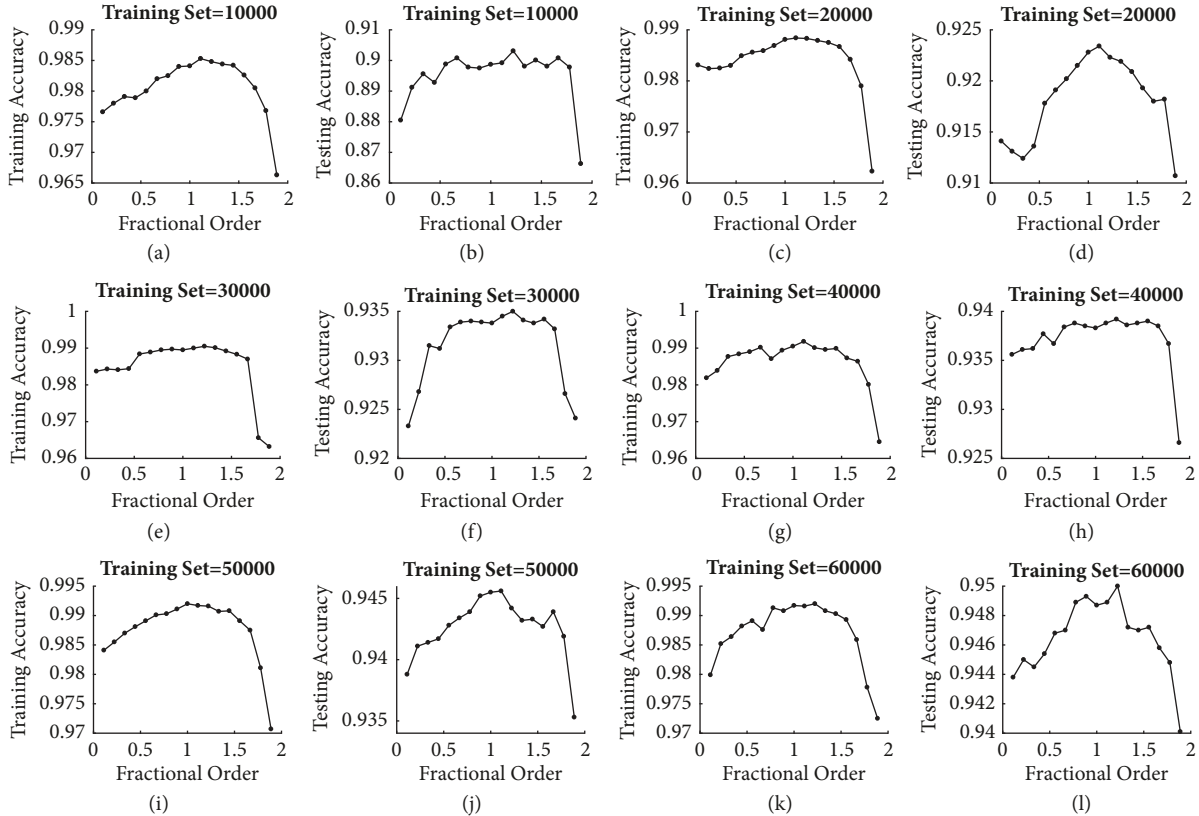 Training Set=10000
Training Accuracy
0.99
0.985
0.98
0.975
0.97
0.965
0 0.5 1 1.5 2
Fractional Order
(a)
Training Set=10000
Testing Accuracy
0.91
0.9
0.89
0.88
0.87
0.86
0 0.5 1 1.5 2
Fractional Order
(b)
Training Set=20000
Training Accuracy
0.99
0.98
0.97
0.96
0 0.5 1 1.5 2
Fractional Order
(c)
Training Set=20000
Testing Accuracy
0.925
0.92
0.915
0.91
0 0.5 1 1.5 2
Fractional Order
(d)
Training Set=30000
Training Accuracy
1
0.99
0.98
0.97
0.96
0 0.5 1 1.5 2
Fractional Order
(e)
Training Set=30000
Testing Accuracy
0.935
0.93
0.925
0.92
0 0.5 1 1.5 2
Fractional Order
(f)
Training Set=40000
Training Accuracy
1
0.99
0.98
0.97
0.96
0 0.5 1 1.5 2
Fractional Order
(g)
Training Set=40000
Testing Accuracy
0.94
0.935
0.93
0.925
0 0.5 1 1.5 2
Fractional Order
(h)
Training Set=50000
Training Accuracy
0.995
0.99
0.985
0.98
0.975
0.97
0 0.5 1 1.5 2
Fractional Order
(i)
Training Set=50000
Testing Accuracy
0.945
0.94
0.935
0 0.5 1 1.5 2
Fractional Order
(j)
Training Set=60000
Training Accuracy
0.995
0.99
0.985
0.98
0.975
0.97
0 0.5 1 1.5 2
Fractional Order
(k)
Training Set=60000
Testing Accuracy
0.95
0.948
0.946
0.944
0.942
0.94
0 0.5 1 1.5 2
Fractional Order
(l)